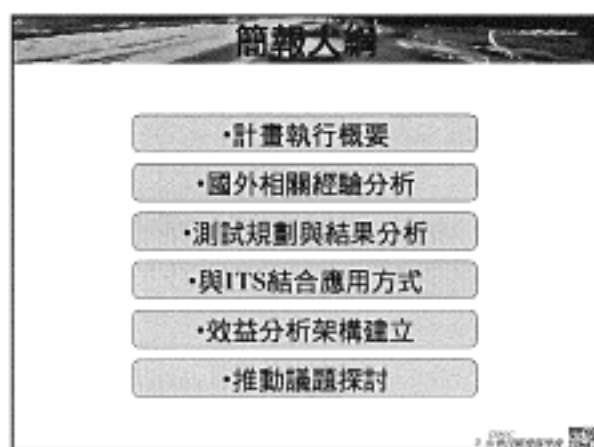 簡報大綱
•計畫執行概要
•國外相關經驗分析
•測試規劃與結果分析
•與ITS結合應用方式
•效益分析架構建立
•推動議題探討